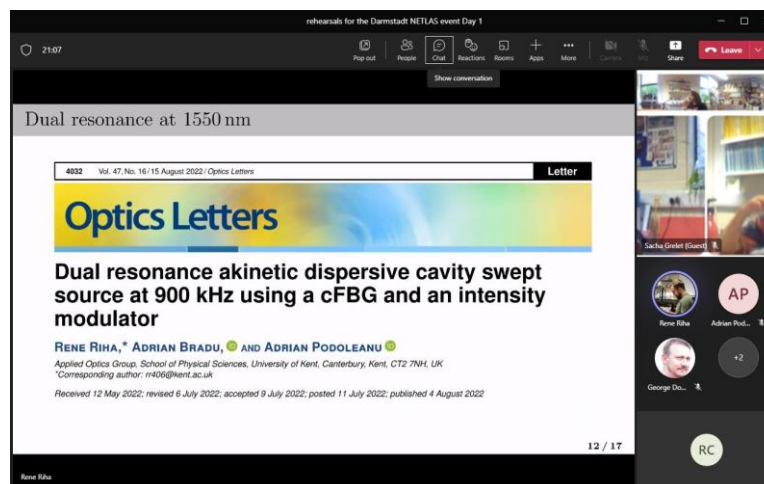 rehearsals for the Darmstadt NETLAS event Day 1
21:07
Pop out People Chat Reactions Rooms Apps More Camera Mic Share Leave
Show conversation
Dual resonance at 1550 nm
4032 Vol. 47, No. 16 / 15 August 2022 / Optics Letters Letter
Optics Letters
Dual resonance akinetic dispersive cavity swept
source at 900 kHz using a cFBG and an intensity
modulator
RENE RIHA,* ADRIAN BRADU, AND ADRIAN PODOLEANU
Applied Optics Group, School of Physical Sciences, University of Kent, Canterbury, Kent, CT2 7NH, UK
*Corresponding author: rr406@kent.ac.uk
Received 12 May 2022; revised 6 July 2022; accepted 9 July 2022; posted 11 July 2022; published 4 August 2022
12 / 17
Rene Riha
Sacha Grelet (Guest)
AP
Rene Riha Adrian Pod...
+2
George Do...
RC